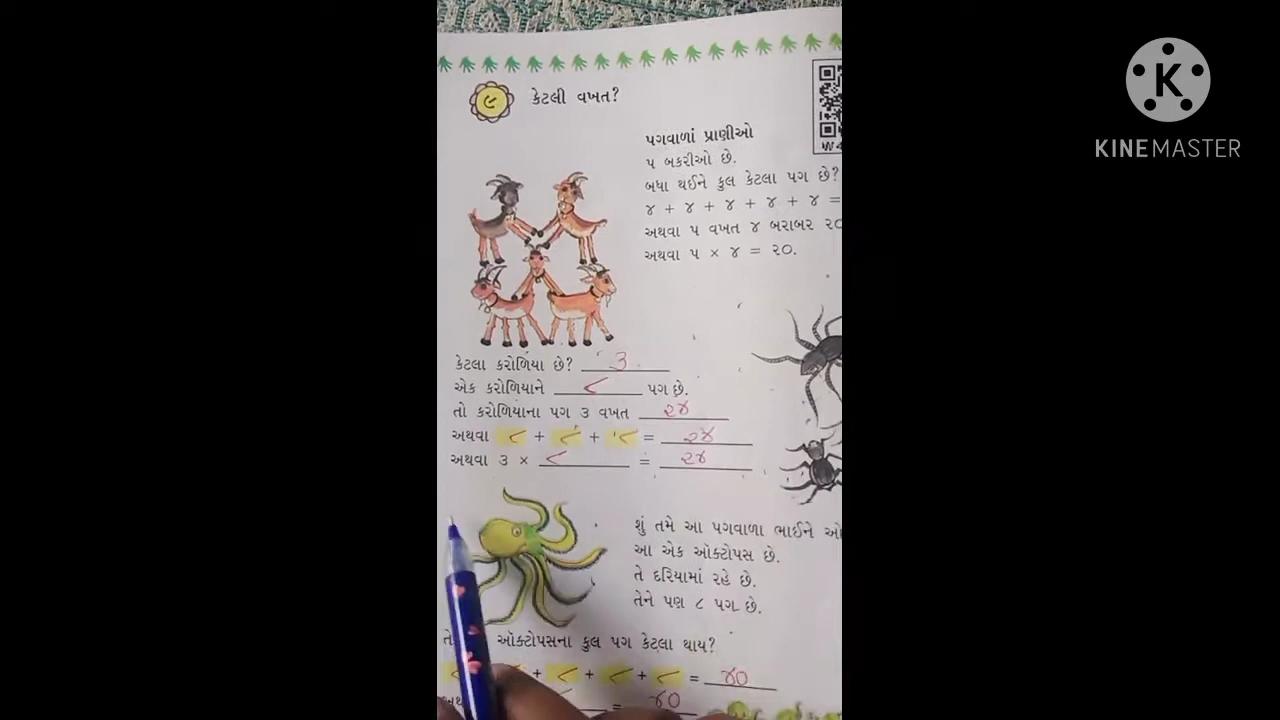 ૯ કેટલી વખત?
K
KINEMASTER
પગવાળાં પ્રાણીઓ
૫ બકરીઓ છે.
બધા થઈને કુલ કેટલા પગ છે?
૪ + ૪ + ૪ + ૪ + ૪ =
અથવા ૫ વખત ૪ બરાબર ૨૦
અથવા ૫ × ૪ = ૨૦.
કેટલા કરોળિયા છે? ૩
એક કરોળિયાને ૮ પગ છે.
તો કરોળિયાના પગ ૩ વખત ૨૪
અથવા ૮ + ૮ + ૮ = ૨૪
અથવા ૩ × ૮ = ૨૪
શું તમે આ પગવાળા ભાઈને
આ એક ઑક્ટોપસ છે.
તે દરિયામાં રહે છે.
તેને પણ ૮ પગ છે.
ઑક્ટોપસના કુલ પગ કેટલા થાય?
+ ૮ + ૮ + ૮ = ૪૦
= ૪૦